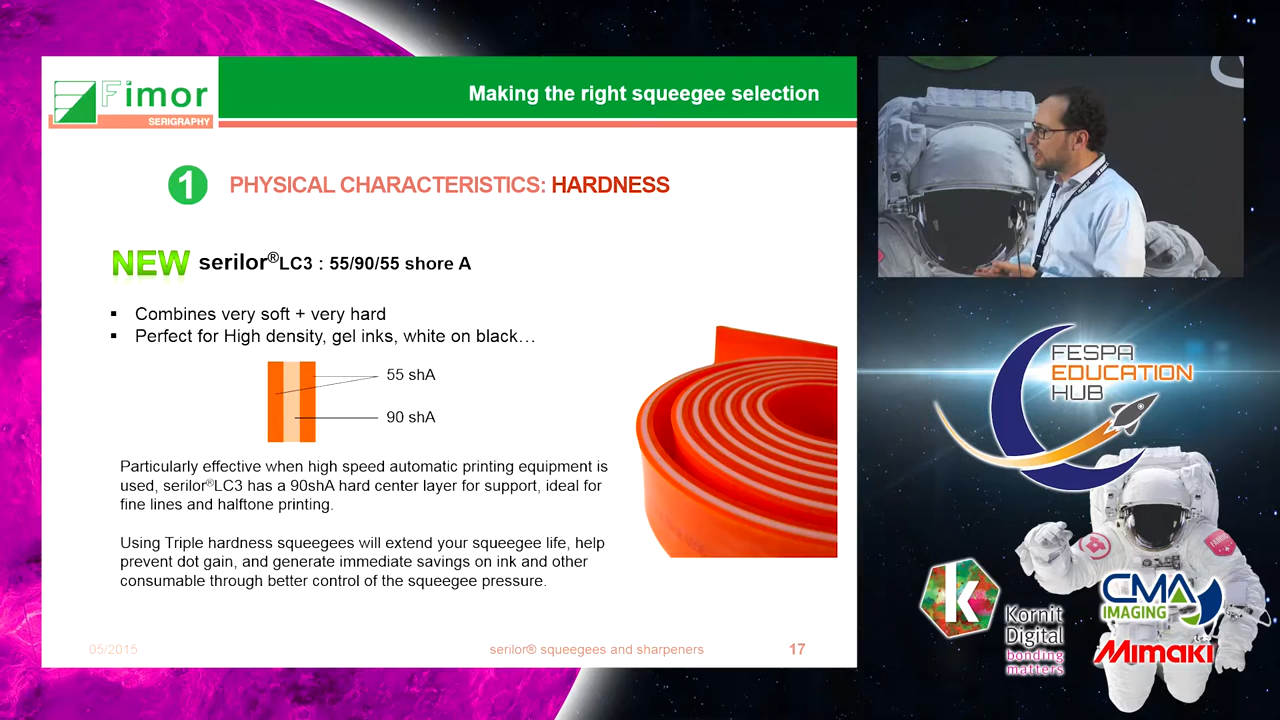 Fimor
SERIGRAPHY
Making the right squeegee selection
1
PHYSICAL CHARACTERISTICS: HARDNESS
NEW serilor®LC3 : 55/90/55 shore A
▪ Combines very soft + very hard
▪ Perfect for High density, gel inks, white on black…
55 shA
90 shA
Particularly effective when high speed automatic printing equipment is
used, serilor®LC3 has a 90shA hard center layer for support, ideal for
fine lines and halftone printing.
Using Triple hardness squeegees will extend your squeegee life, help
prevent dot gain, and generate immediate savings on ink and other
consumable through better control of the squeegee pressure.
05/2015
serilor® squeegees and sharpeners
17
FESPA
EDUCATION
HUB
k
Kornit
Digital
bonding
matters
CMA
IMAGING
Mimaki